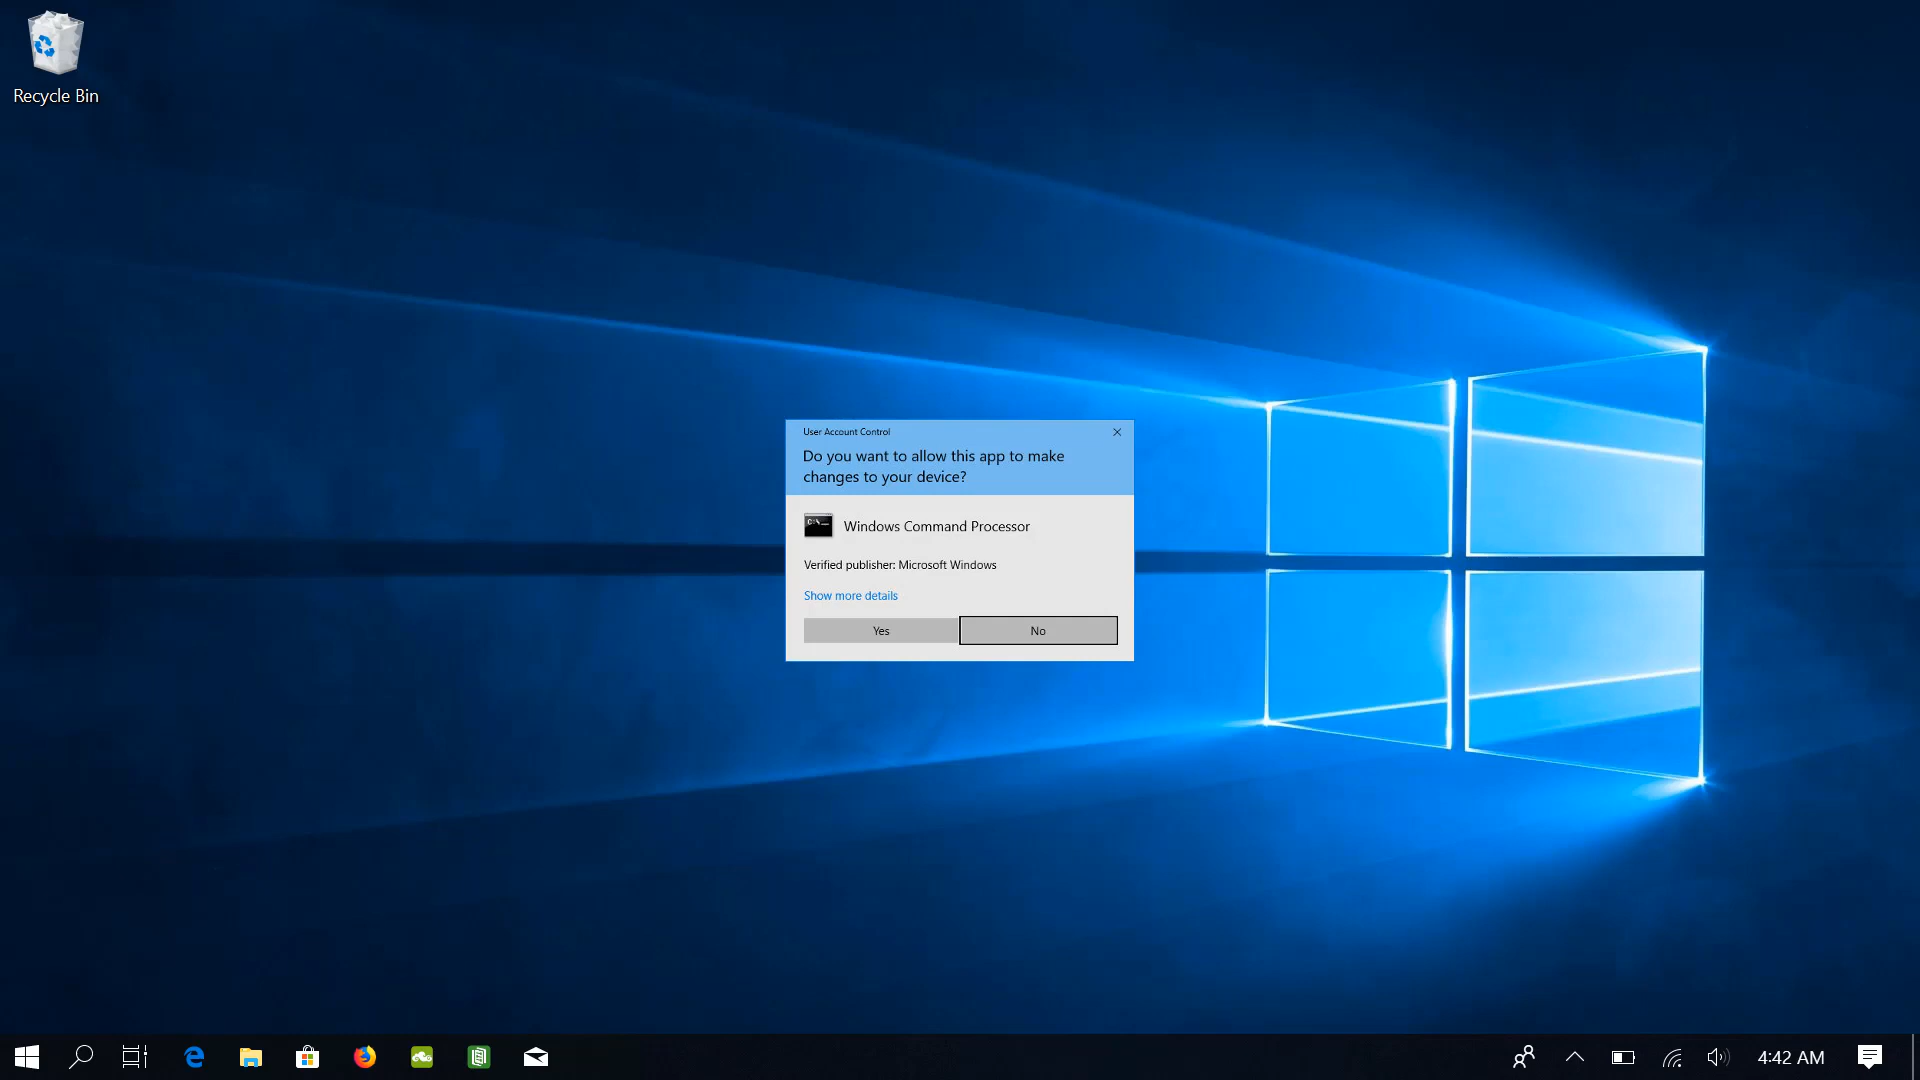 Recycle Bin
User Account Control
Do you want to allow this app to make
changes to your device?
C:\_
Windows Command Processor
Verified publisher: Microsoft Windows
Show more details
Yes
No
4:42 AM